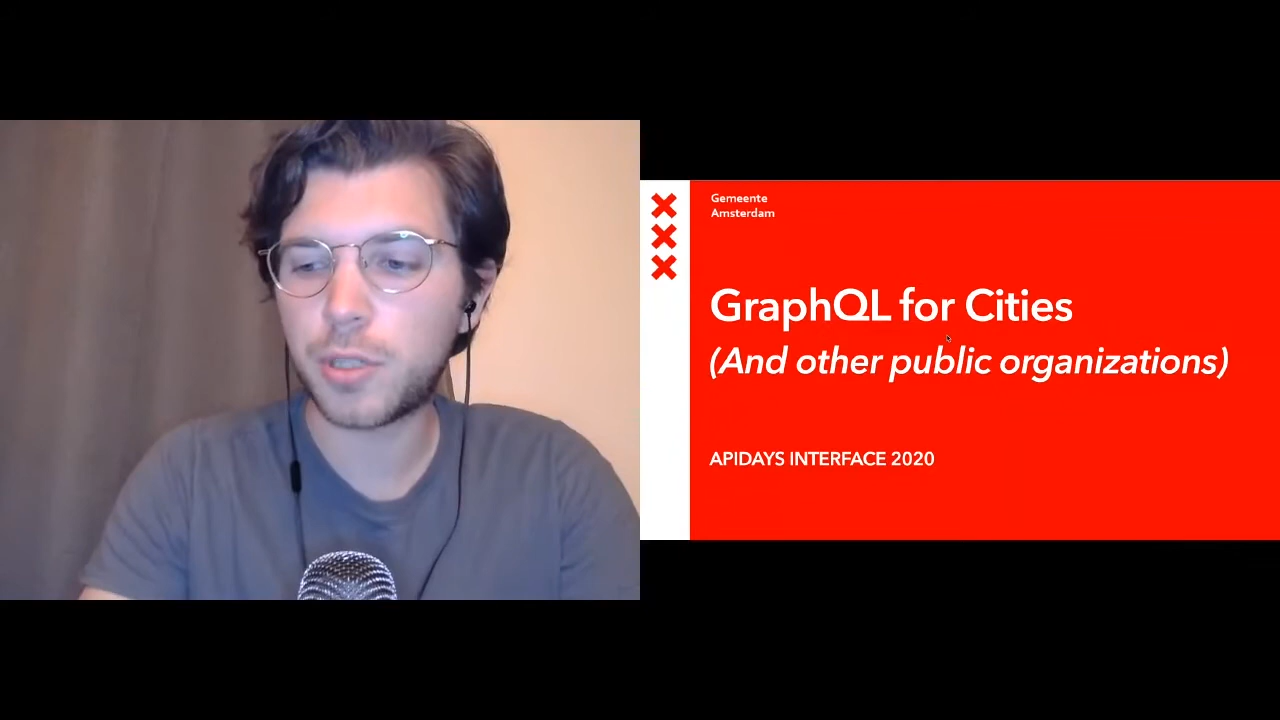 Gemeente
Amsterdam
GraphQL for Cities
(And other public organizations)
APIDAYS INTERFACE 2020